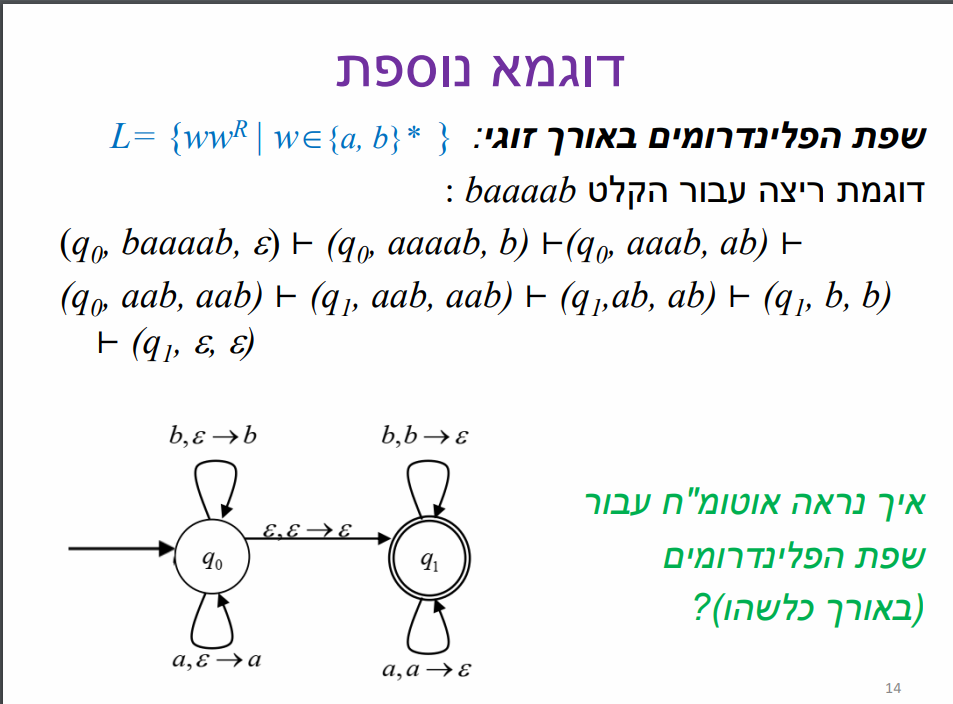 דוגמא נוספת
שפת הפלינדרומים באורך זוגי: L= {wwᴿ | w∈{a, b}* }
דוגמת ריצה עבור הקלט baaaab :
(q₀, baaaab, ε) ⊢ (q₀, aaaab, b) ⊢(q₀, aaab, ab) ⊢
(q₀, aab, aab) ⊢ (q₁, aab, aab) ⊢ (q₁,ab, ab) ⊢ (q₁, b, b)
⊢ (q₁, ε, ε)
b,ε→b
b,b→ε
ε,ε→ε
q₀
q₁
a,ε→a
a,a→ε
איך נראה אוטומ"ח עבור
שפת הפלינדרומים
(באורך כלשהו)?
14